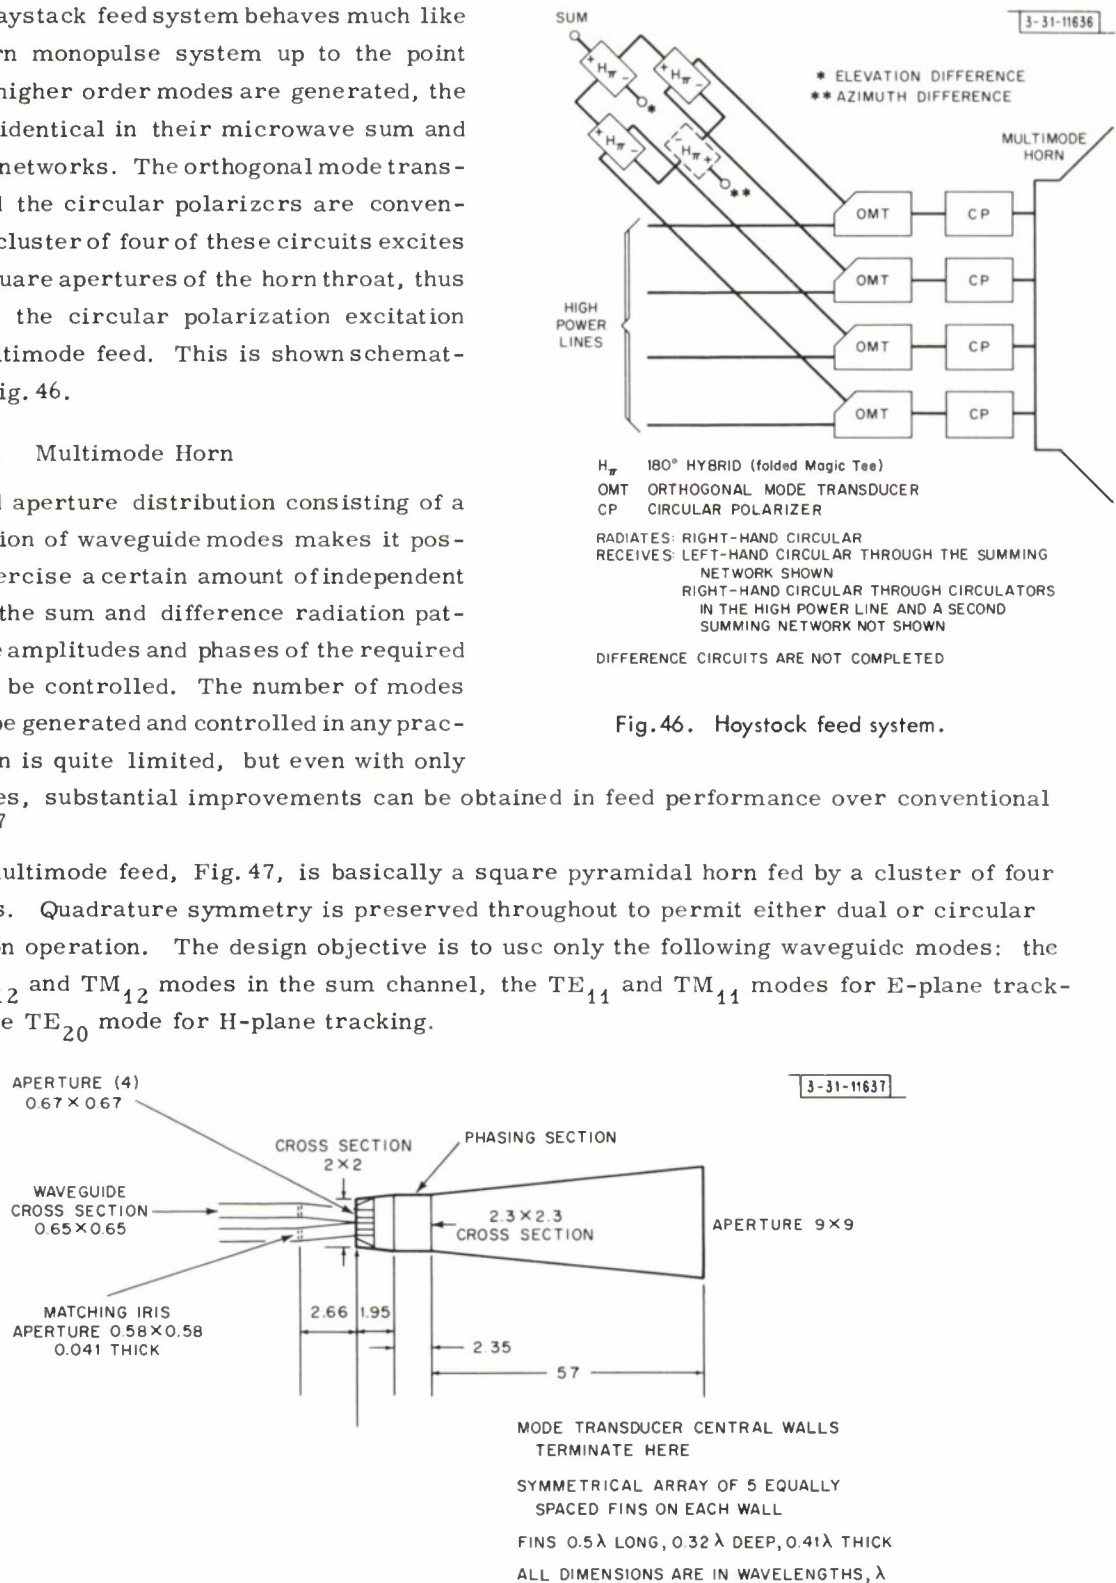 aystack feed system behaves much like
rn monopulse system up to the point
higher order modes are generated, the
identical in their microwave sum and
networks. The orthogonal mode trans-
l the circular polarizers are conven-
cluster of four of these circuits excites
uare apertures of the horn throat, thus
the circular polarization excitation
ltimode feed. This is shown schemat-
ig. 46.
Multimode Horn
l aperture distribution consisting of a
tion of waveguide modes makes it pos-
ercise a certain amount of independent
the sum and difference radiation pat-
e amplitudes and phases of the required
be controlled. The number of modes
be generated and controlled in any prac-
n is quite limited, but even with only
SUM
3-31-11636
+ Hπ -
+ Hπ -
*
+ Hπ -
- Hπ +
**
* ELEVATION DIFFERENCE
** AZIMUTH DIFFERENCE
MULTIMODE
HORN
OMT CP
OMT CP
OMT CP
OMT CP
HIGH
POWER
LINES
Hπ 180° HYBRID (folded Magic Tee)
OMT ORTHOGONAL MODE TRANSDUCER
CP CIRCULAR POLARIZER
RADIATES: RIGHT-HAND CIRCULAR
RECEIVES: LEFT-HAND CIRCULAR THROUGH THE SUMMING
NETWORK SHOWN
RIGHT-HAND CIRCULAR THROUGH CIRCULATORS
IN THE HIGH POWER LINE AND A SECOND
SUMMING NETWORK NOT SHOWN
DIFFERENCE CIRCUITS ARE NOT COMPLETED
Fig. 46. Hoystock feed system.
es, substantial improvements can be obtained in feed performance over conventional
7
ultimode feed, Fig. 47, is basically a square pyramidal horn fed by a cluster of four
s. Quadrature symmetry is preserved throughout to permit either dual or circular
on operation. The design objective is to use only the following waveguide modes: the
12 and TM12 modes in the sum channel, the TE11 and TM11 modes for E-plane track-
e TE20 mode for H-plane tracking.
3-31-11637
APERTURE (4)
0.67 × 0.67
CROSS SECTION
2×2
PHASING SECTION
WAVEGUIDE
CROSS SECTION
0.65×0.65
2.3×2.3
CROSS SECTION
APERTURE 9×9
MATCHING IRIS
APERTURE 0.58×0.58
0.041 THICK
2.66
1.95
2.35
57
MODE TRANSDUCER CENTRAL WALLS
TERMINATE HERE
SYMMETRICAL ARRAY OF 5 EQUALLY
SPACED FINS ON EACH WALL
FINS 0.5λ LONG, 0.32λ DEEP, 0.41λ THICK
ALL DIMENSIONS ARE IN WAVELENGTHS, λ